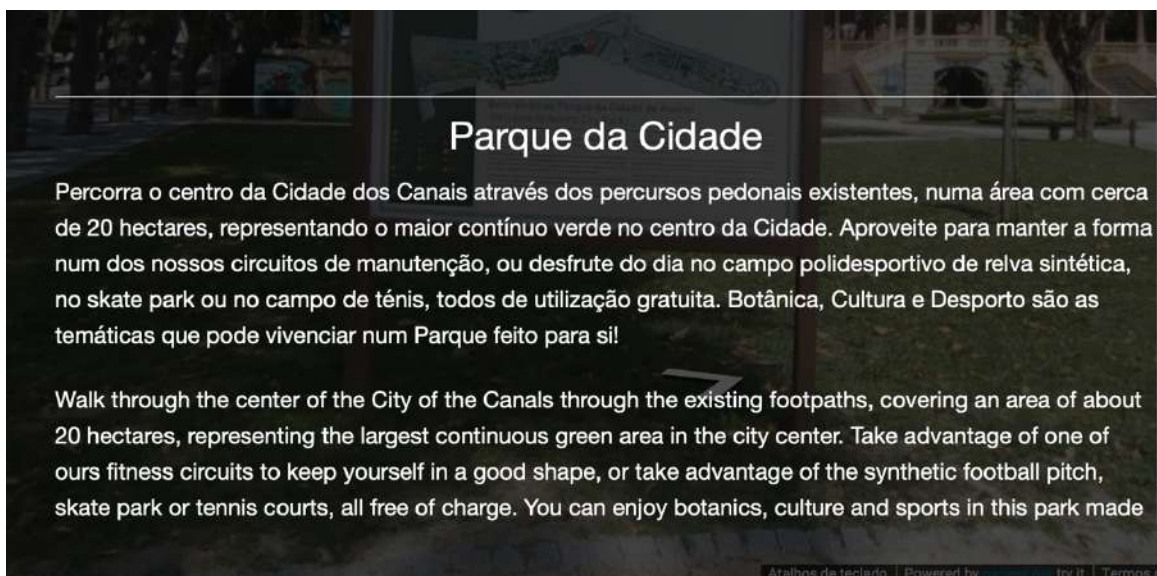 Parque da Cidade
Percorra o centro da Cidade dos Canais através dos percursos pedonais existentes, numa área com cerca
de 20 hectares, representando o maior contínuo verde no centro da Cidade. Aproveite para manter a forma
num dos nossos circuitos de manutenção, ou desfrute do dia no campo polidesportivo de relva sintética,
no skate park ou no campo de ténis, todos de utilização gratuita. Botânica, Cultura e Desporto são as
temáticas que pode vivenciar num Parque feito para si!
Walk through the center of the City of the Canals through the existing footpaths, covering an area of about
20 hectares, representing the largest continuous green area in the city center. Take advantage of one of
ours fitness circuits to keep yourself in a good shape, or take advantage of the synthetic football pitch,
skate park or tennis courts, all free of charge. You can enjoy botanics, culture and sports in this park made
Atalhos de teclado Powered by try it Termos